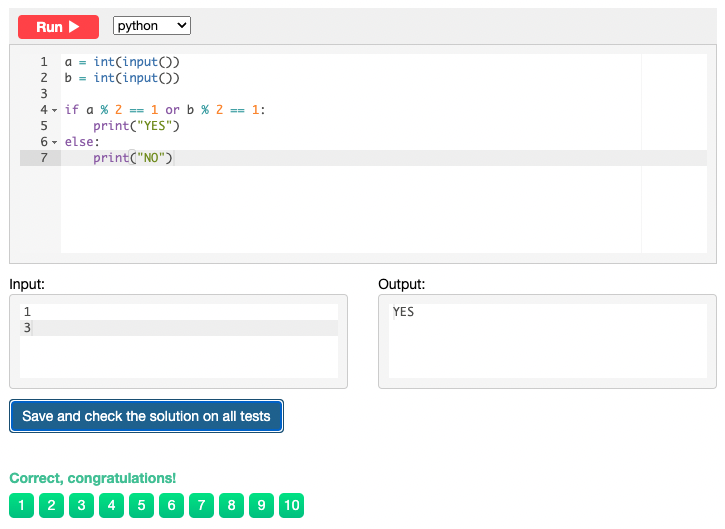 Run python
1 a = int(input())
2 b = int(input())
3
4 if a % 2 == 1 or b % 2 == 1:
5     print("YES")
6 else:
7     print("NO")
Input:
1
3
Output:
YES
Save and check the solution on all tests
Correct, congratulations!
1 2 3 4 5 6 7 8 9 10